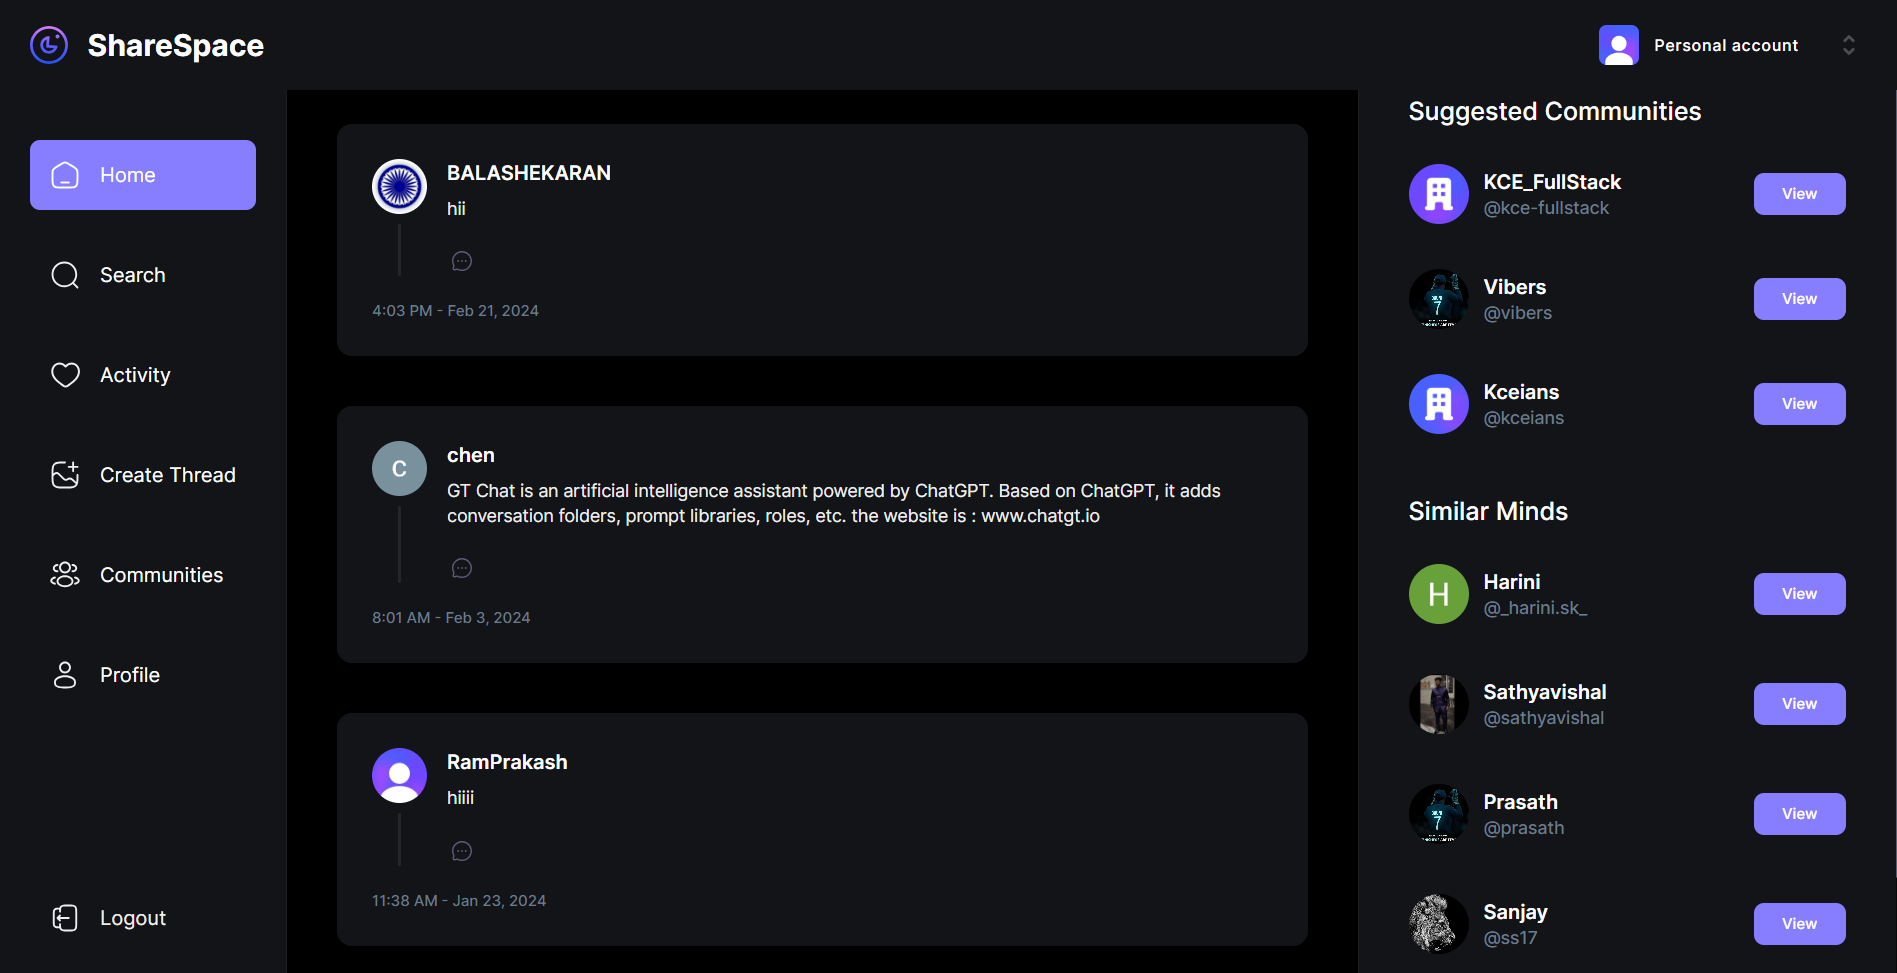 ShareSpace
Personal account
Home
Search
Activity
Create Thread
Communities
Profile
Logout
BALASHEKARAN
hii
4:03 PM - Feb 21, 2024
C
chen
GT Chat is an artificial intelligence assistant powered by ChatGPT. Based on ChatGPT, it adds
conversation folders, prompt libraries, roles, etc. the website is : www.chatgt.io
8:01 AM - Feb 3, 2024
RamPrakash
hiiii
11:38 AM - Jan 23, 2024
Suggested Communities
KCE_FullStack
@kce-fullstack
View
7
Vibers
@vibers
View
Kceians
@kceians
View
Similar Minds
H
Harini
@_harini.sk_
View
Sathyavishal
@sathyavishal
View
7
Prasath
@prasath
View
Sanjay
@ss17
View